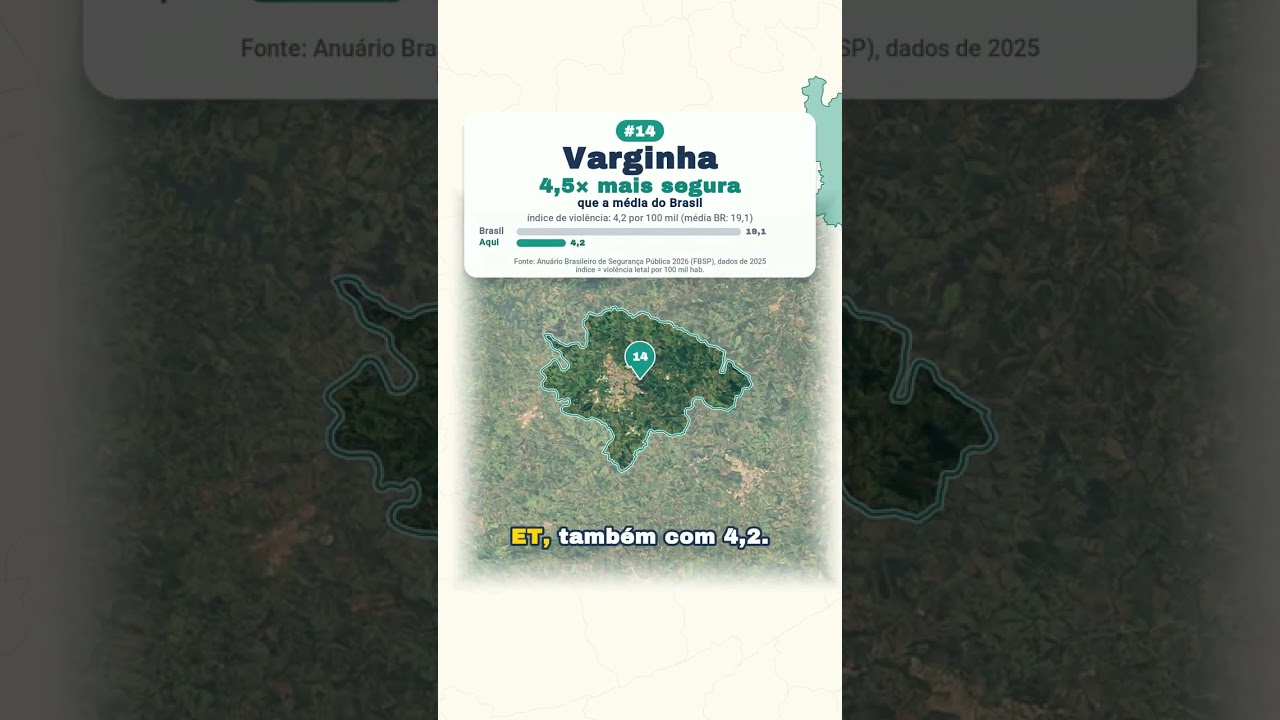 Fonte: Anuário Bra
SP), dados de 2025
#14
Varginha
4,5× mais segura
que a média do Brasil
índice de violência: 4,2 por 100 mil (média BR: 19,1)
Brasil 19,1
Aqui 4,2
Fonte: Anuário Brasileiro de Segurança Pública 2026 (FBSP), dados de 2025
índice = violência letal por 100 mil hab.
14
ET, também com 4,2.